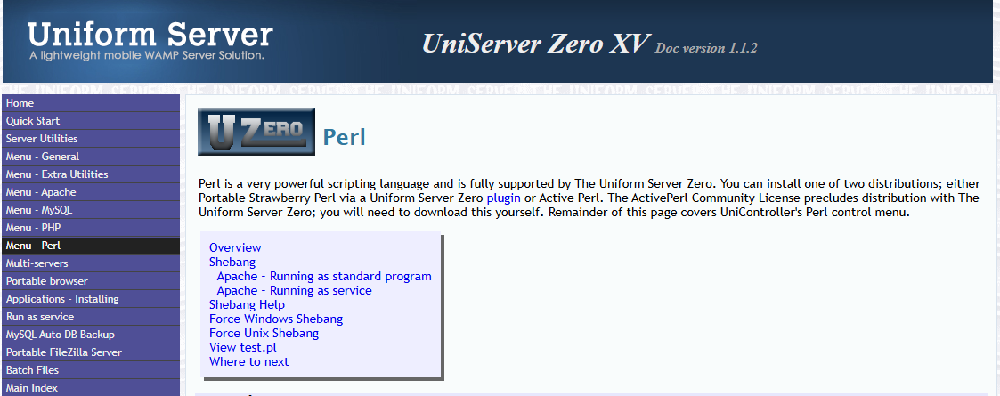 Uniform Server
A lightweight mobile WAMP Server Solution.
UniServer Zero XV Doc version 1.1.2
Home
Quick Start
Server Utilities
Menu - General
Menu - Extra Utilities
Menu - Apache
Menu - MySQL
Menu - PHP
Menu - Perl
Multi-servers
Portable browser
Applications - Installing
Run as service
MySQL Auto DB Backup
Portable FileZilla Server
Batch Files
Main Index
U ZERO
Perl
Perl is a very powerful scripting language and is fully supported by The Uniform Server Zero. You can install one of two distributions; either
Portable Strawberry Perl via a Uniform Server Zero plugin or Active Perl. The ActivePerl Community License precludes distribution with The
Uniform Server Zero; you will need to download this yourself. Remainder of this page covers UniController's Perl control menu.
Overview
Shebang
Apache - Running as standard program
Apache - Running as service
Shebang Help
Force Windows Shebang
Force Unix Shebang
View test.pl
Where to next